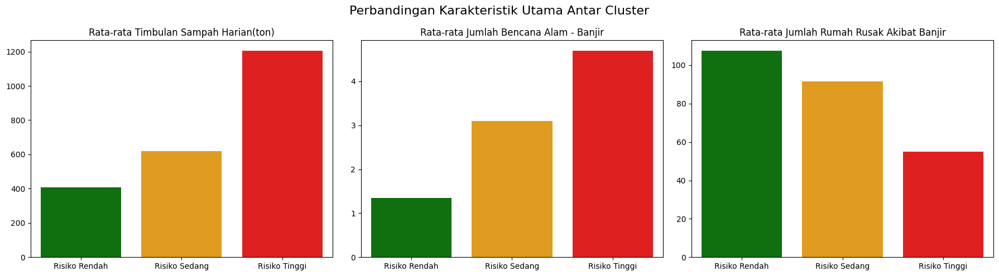 Perbandingan Karakteristik Utama Antar Cluster
Rata-rata Timbulan Sampah Harian(ton)
1200
1000
800
600
400
200
0
Risiko Rendah Risiko Sedang Risiko Tinggi
Rata-rata Jumlah Bencana Alam - Banjir
4
3
2
1
0
Risiko Rendah Risiko Sedang Risiko Tinggi
Rata-rata Jumlah Rumah Rusak Akibat Banjir
100
80
60
40
20
0
Risiko Rendah Risiko Sedang Risiko Tinggi